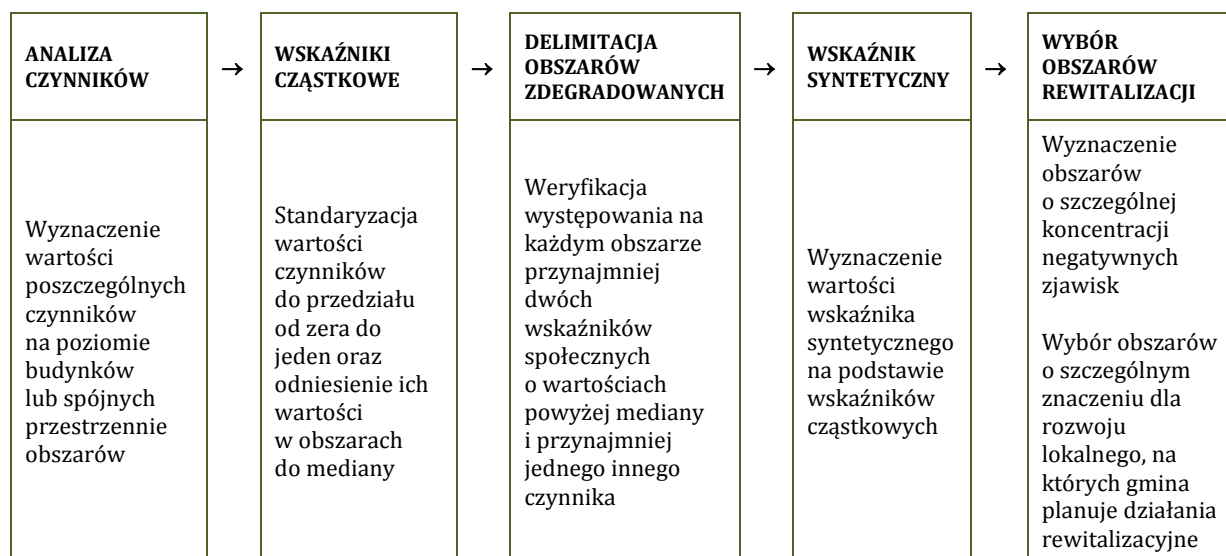 ANALIZA
CZYNNIKÓW
→
WSKAŹNIKI
CZĄSTKOWE
→
DELIMITACJA
OBSZARÓW
ZDEGRADOWANYCH
→
WSKAŹNIK
SYNTETYCZNY
→
WYBÓR
OBSZARÓW
REWITALIZACJI
Wyznaczenie
wartości
poszczególnych
czynników
na poziomie
budynków
lub spójnych
przestrzennie
obszarów
Standaryzacja
wartości
czynników
do przedziału
od zera do
jeden oraz
odniesienie ich
wartości
w obszarach
do mediany
Weryfikacja
występowania na
każdym obszarze
przynajmniej
dwóch
wskaźników
społecznych
o wartościach
powyżej mediany
i przynajmniej
jednego innego
czynnika
Wyznaczenie
wartości
wskaźnika
syntetycznego
na podstawie
wskaźników
cząstkowych
Wyznaczenie
obszarów
o szczególnej
koncentracji
negatywnych
zjawisk
Wybór obszarów
o szczególnym
znaczeniu dla
rozwoju
lokalnego, na
których gmina
planuje działania
rewitalizacyjne